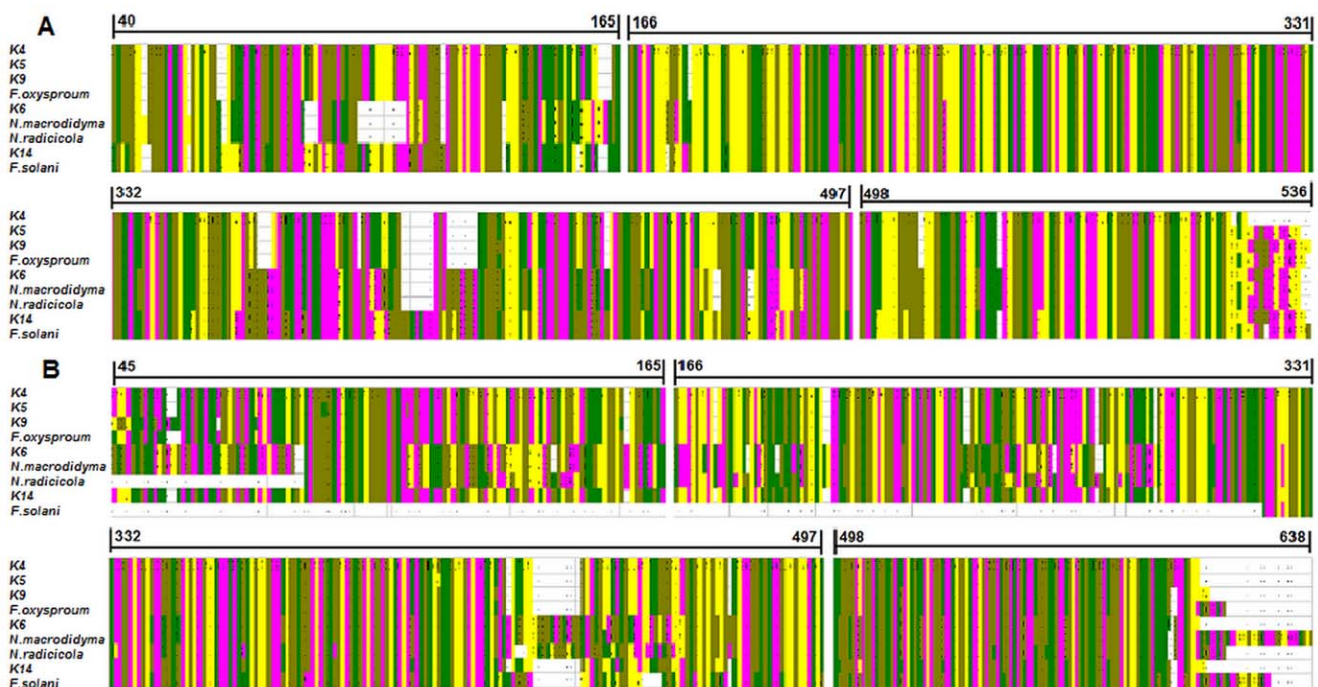 A
40 165 166 331
K4
K5
K9
F.oxysproum
K6
N.macrodidyma
N.radicicola
K14
F.solani
332 497 498 536
K4
K5
K9
F.oxysproum
K6
N.macrodidyma
N.radicicola
K14
F.solani
B
45 165 166 331
K4
K5
K9
F.oxysproum
K6
N.macrodidyma
N.radicicola
K14
F.solani
332 497 498 638
K4
K5
K9
F.oxysproum
K6
N.macrodidyma
N.radicicola
K14
F.solani